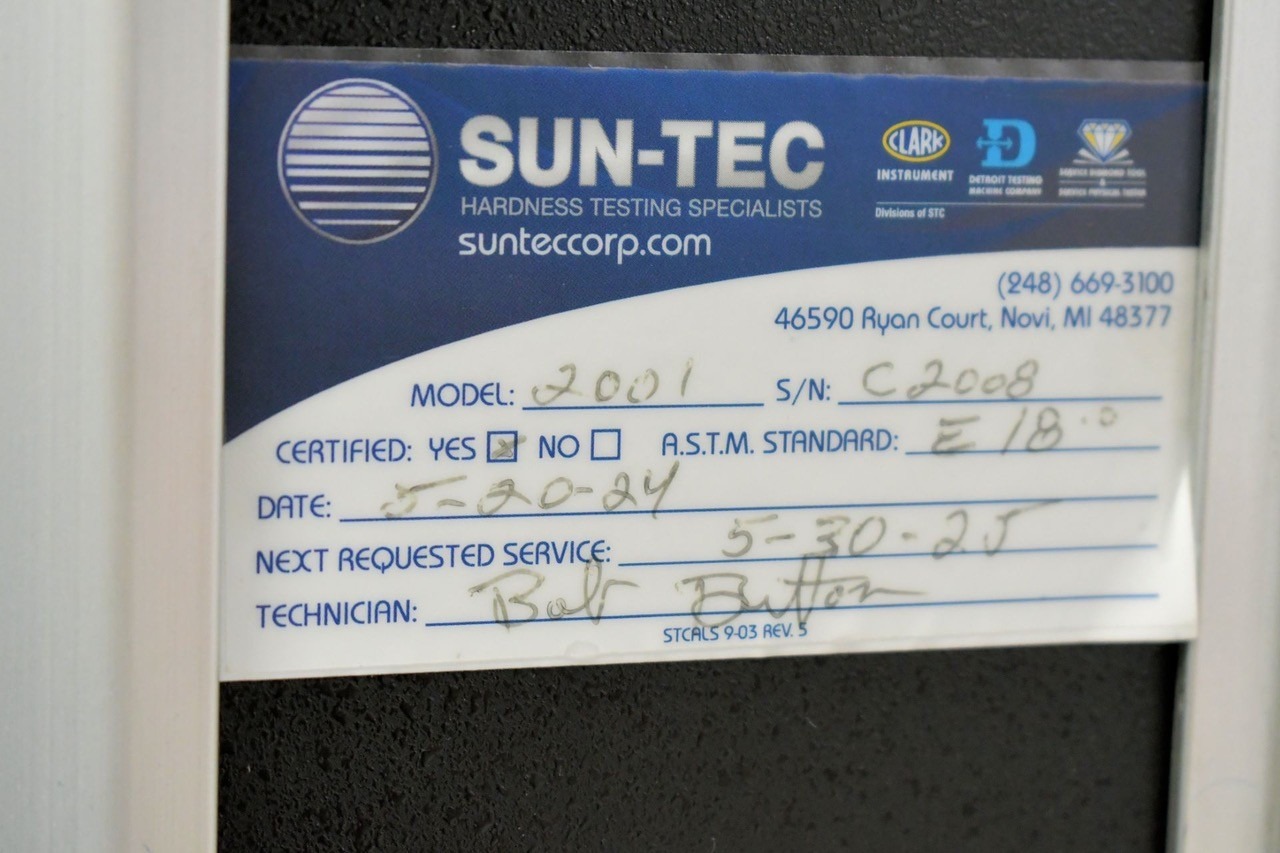 SUN-TEC
HARDNESS TESTING SPECIALISTS
sunteccorp.com
CLARK
INSTRUMENT
DETROIT TESTING
MACHINE COMPANY
Divisions of STC
(248) 669-3100
46590 Ryan Court, Novi, MI 48377
MODEL: 2001 S/N: C2008
CERTIFIED: YES NO A.S.T.M. STANDARD: E 18
DATE: 5-20-24
NEXT REQUESTED SERVICE: 5-30-25
TECHNICIAN: Bob Button
STCALS 9-03 REV. 5